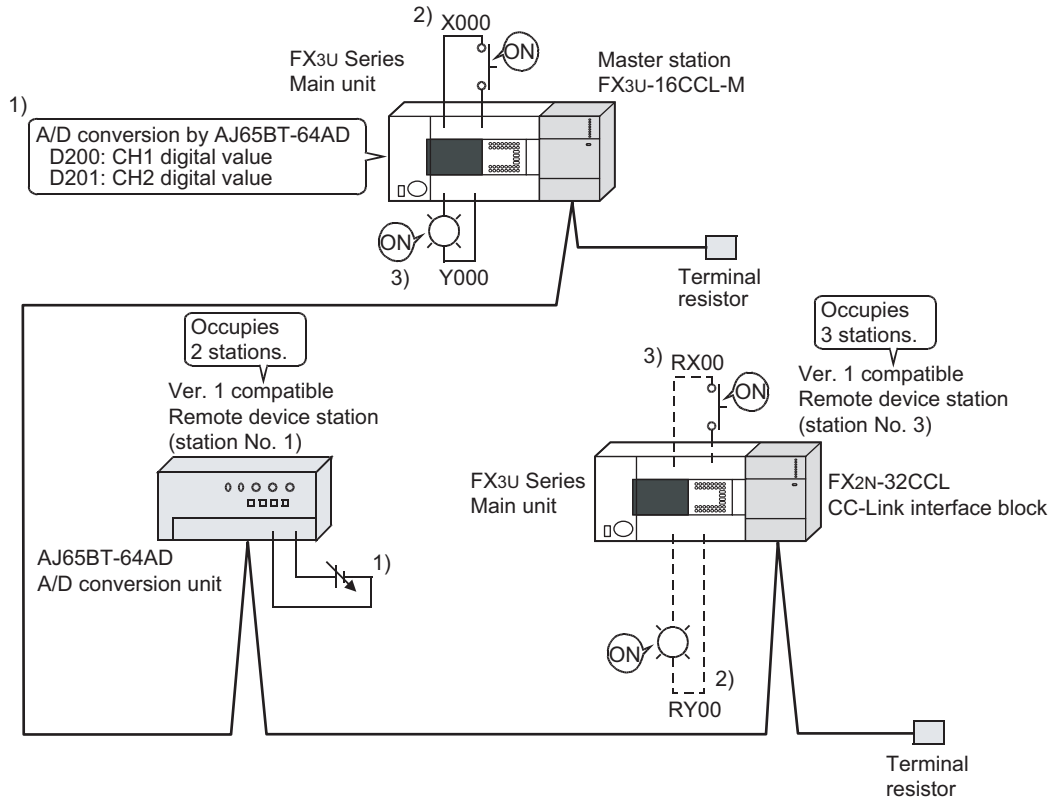 2) X000
ON
FX3U Series
Main unit
Master station
FX3U-16CCL-M
1)
A/D conversion by AJ65BT-64AD
D200: CH1 digital value
D201: CH2 digital value
ON
3) Y000
Terminal
resistor
Occupies
2 stations.
Ver. 1 compatible
Remote device station
(station No. 1)
AJ65BT-64AD
A/D conversion unit
1)
Occupies
3 stations.
Ver. 1 compatible
Remote device station
(station No. 3)
3) RX00
ON
FX3U Series
Main unit
FX2N-32CCL
CC-Link interface block
ON
2)
RY00
Terminal
resistor